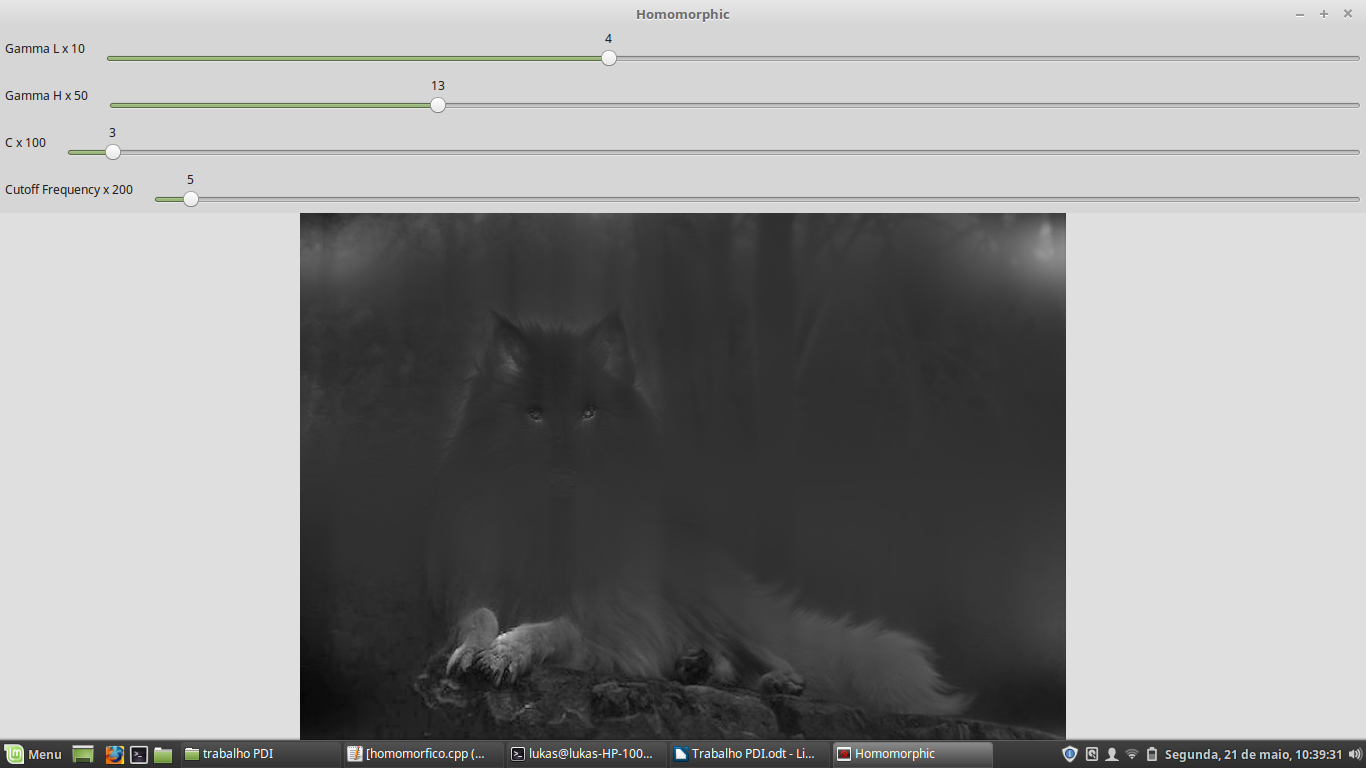 Homomorphic
4
Gamma L x 10
13
Gamma H x 50
3
C x 100
5
Cutoff Frequency x 200
Menu
trabalho PDI
[homomorfico.cpp (...
lukas@lukas-HP-100...
Trabalho PDI.odt - Li...
Homomorphic
Segunda, 21 de maio, 10:39:31